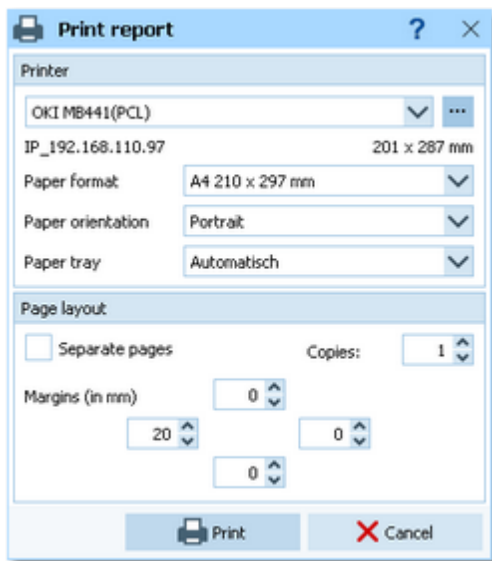 Print report ?
Printer
OKI MB441(PCL) ...
IP_192.168.110.97 201 x 287 mm
Paper format A4 210 x 297 mm
Paper orientation Portrait
Paper tray Automatisch
Page layout
Separate pages Copies: 1
Margins (in mm) 0
20 0
0
Print Cancel